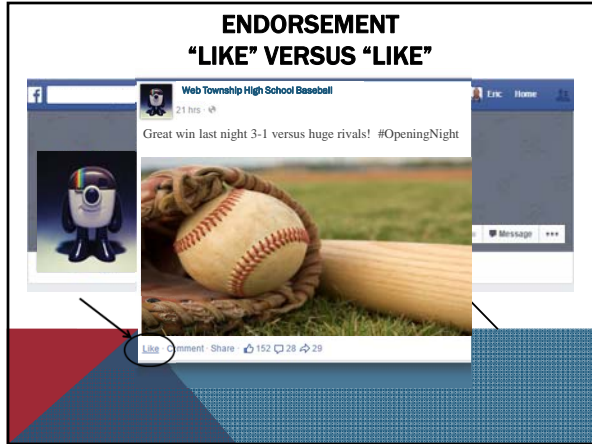 ENDORSEMENT
“LIKE” VERSUS “LIKE”
f
Web Township High School Baseball
Eric Home
21 hrs ·
Great win last night 3-1 versus huge rivals! #OpeningNight
Message
Like · Comment · Share · 152 28 29